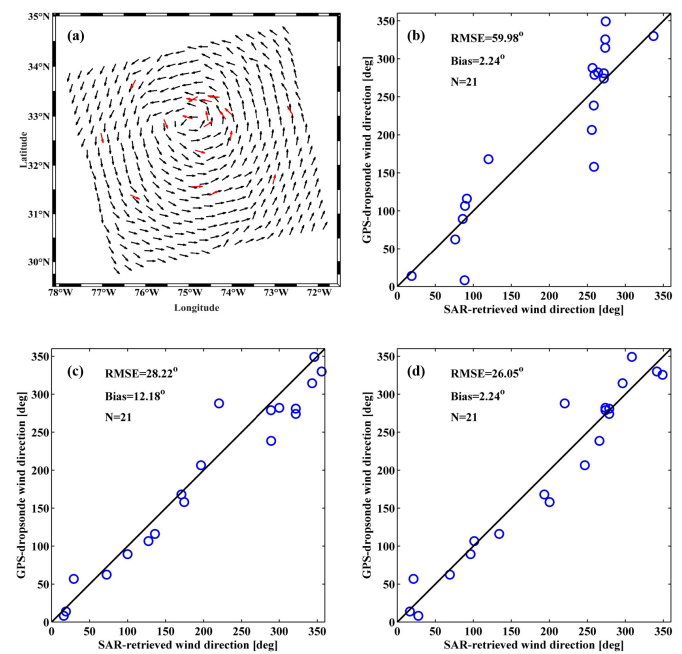 35°N
(a)
34°N
33°N
32°N
31°N
30°N
Latitude
78°W 77°W 76°W 75°W 74°W 73°W 72°W
Longitude
(b)
RMSE=59.98°
Bias=2.24°
N=21
350
300
250
200
150
100
50
0
GPS-dropsonde wind direction [deg]
0 50 100 150 200 250 300 350
SAR-retrieved wind direction [deg]
(c)
RMSE=28.22°
Bias=12.18°
N=21
350
300
250
200
150
100
50
0
GPS-dropsonde wind direction [deg]
0 50 100 150 200 250 300 350
SAR-retrieved wind direction [deg]
(d)
RMSE=26.05°
Bias=2.24°
N=21
350
300
250
200
150
100
50
0
GPS-dropsonde wind direction [deg]
0 50 100 150 200 250 300 350
SAR-retrieved wind direction [deg]